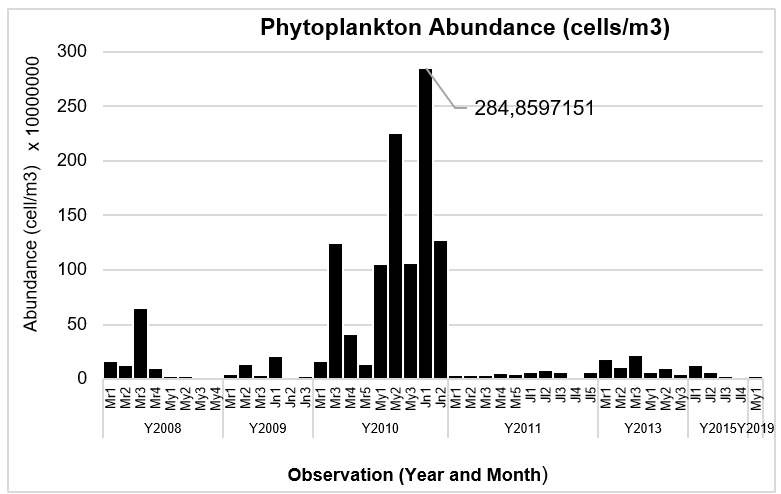 Phytoplankton Abundance (cells/m3)
Abundance (cell/m3) x 10000000
300
250
200
150
100
50
0
284,8597151
Mr1 Mr2 Mr3 Mr4 My1 My2 My3 My4 Mr1 Mr2 Mr3 Jn1 Jn2 Jn3 Mr1 Mr3 Mr4 Mr5 My1 My2 My3 Jn1 Jn2 Mr1 Mr2 Mr3 Mr4 Mr5 Jl1 Jl2 Jl3 Jl4 Jl5 Mr1 Mr2 Mr3 My1 My2 My3 Jl1 Jl2 Jl3 Jl4 My1
Y2008 Y2009 Y2010 Y2011 Y2013 Y2015 Y2019
Observation (Year and Month)